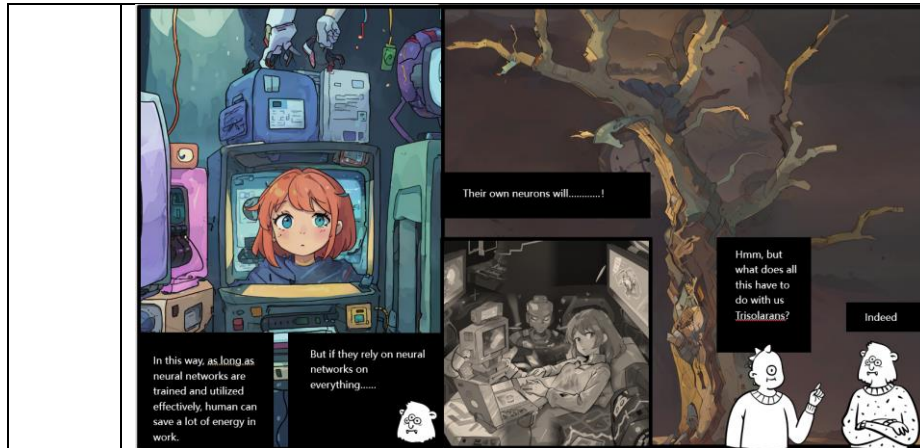 In this way, as long as
neural networks are
trained and utilized
effectively, human can
save a lot of energy in
work.
But if they rely on neural
networks on
everything......
Their own neurons will............!
Hmm, but
what does all
this have to
do with us
Trisolarans?
Indeed